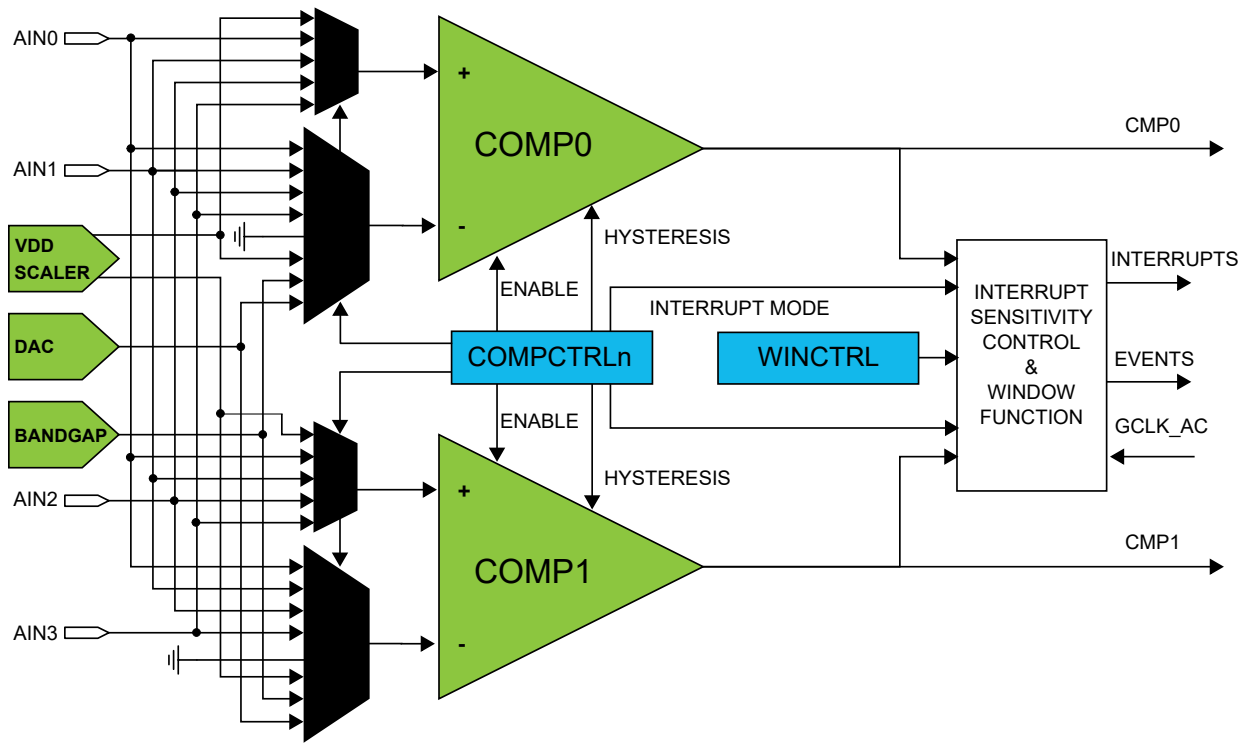 AIN0
+
COMP0
-
CMP0
AIN1
VDD
SCALER
HYSTERESIS
ENABLE
INTERRUPT MODE
INTERRUPTS
INTERRUPT
SENSITIVITY
CONTROL
&
WINDOW
FUNCTION
DAC
COMPCTRLn
WINCTRL
EVENTS
BANDGAP
ENABLE
GCLK_AC
HYSTERESIS
AIN2
+
COMP1
-
CMP1
AIN3